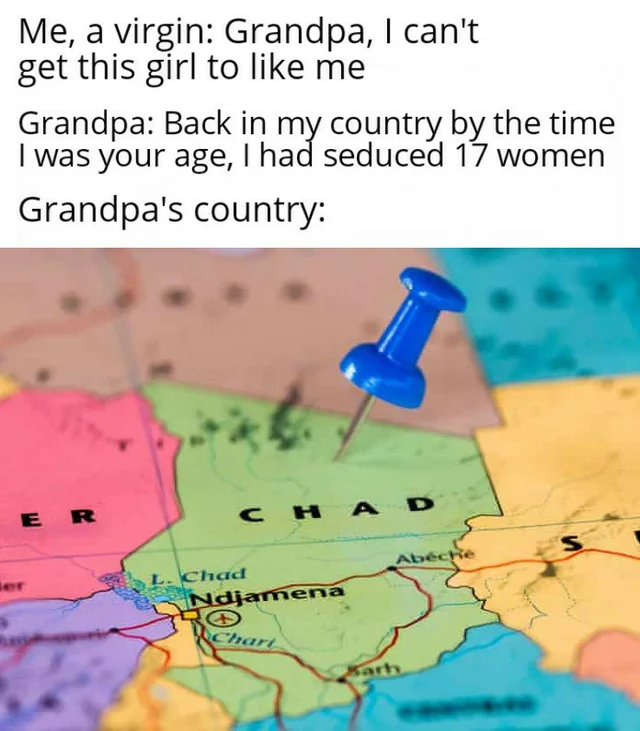 Me, a virgin: Grandpa, I can't
get this girl to like me
Grandpa: Back in my country by the time
I was your age, I had seduced 17 women
Grandpa's country:
E R
C H A D
S
Abéché
L. Chad
Ndjamena
Chari
Sarh